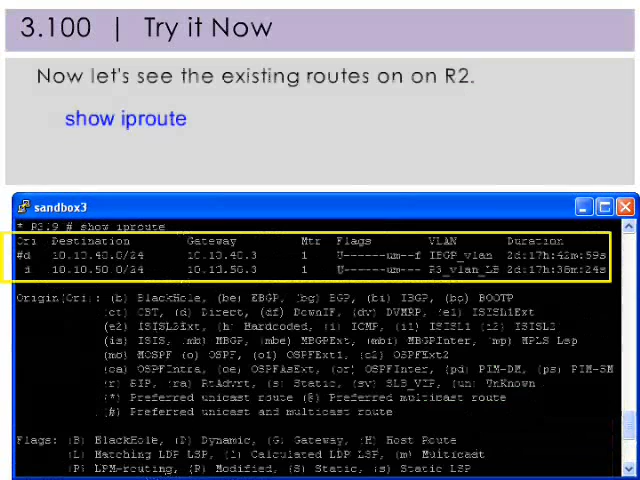 3.100 | Try it Now
Now let's see the existing routes on on R2.
show iproute
sandbox3
* R2.9 # show iproute
Ori Destination Gateway Mtr Flags VLAN Duration
#d 10.10.40.0/24 10.10.40.3 1 U------um--f IBGP_vlan 2d:17h:42m:59s
d 10.10.50.0/24 10.10.50.3 1 U------um-- R3_vlan_LB 2d:17h:36m:24s
Origin(Ori): (b) BlackHole, (be) EBGP, (bg) BGP, (bi) IBGP, (bo) BOOTP
(ct) CBT, (d) Direct, (df) DownIF, (dv) DVMRP, (e1) ISISL1Ext
(e2) ISISL2Ext, (h) Hardcoded, (i) ICMP, (i1) ISISL1 (i2) ISISL2
(is) ISIS, (mb) MBGP, (mbe) MBGPExt, (mbi) MBGPInter, (mp) MPLS Lsp
(mo) MOSPF (o) OSPF, (o1) OSPFExt1, (o2) OSPFExt2
(oa) OSPFIntra, (oe) OSPFAsExt, (or) OSPFInter, (pd) PIM-DM, (ps) PIM-SM
(r) RIP, (ra) RtAdvrt, (s) Static, (sv) SLB_VIP, (un) UnKnown
(*) Preferred unicast route (@) Preferred multicast route
(#) Preferred unicast and multicast route
Flags: (B) BlackHole, (D) Dynamic, (G) Gateway, (H) Host Route
(L) Matching LDP LSP, (l) Calculated LDP LSP, (m) Multicast
(P) LPM-routing, (R) Modified, (S) Static, (s) Static LSP